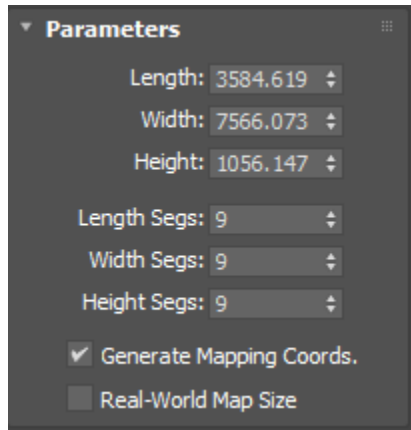 Parameters
Length: 3584.619
Width: 7566.073
Height: 1056.147
Length Segs: 9
Width Segs: 9
Height Segs: 9
Generate Mapping Coords.
Real-World Map Size